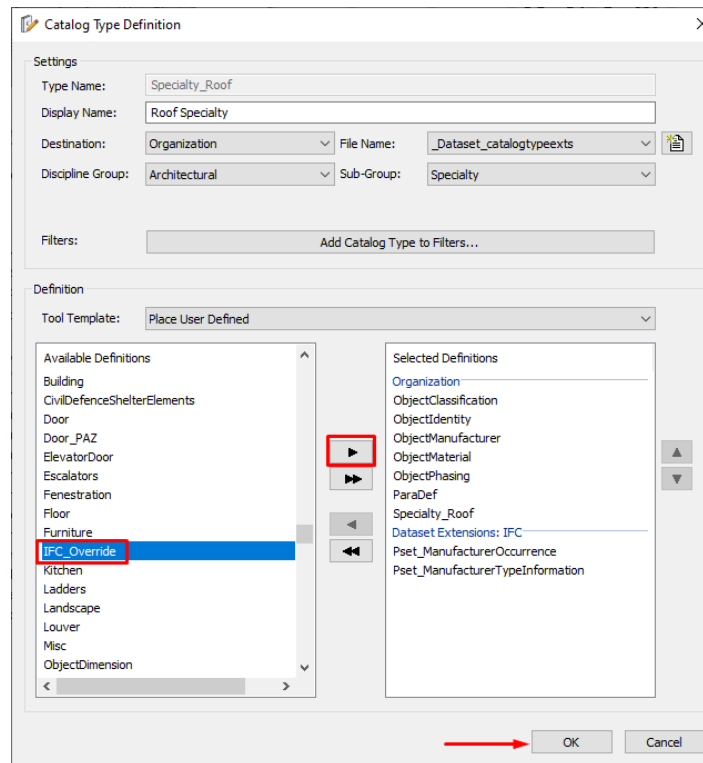 Catalog Type Definition
Settings
Type Name: Specialty_Roof
Display Name: Roof Specialty
Destination: Organization File Name: _Dataset_catalogtypeexts
Discipline Group: Architectural Sub-Group: Specialty
Filters: Add Catalog Type to Filters...
Definition
Tool Template: Place User Defined
Available Definitions
Building
CivilDefenceShelterElements
Door
Door_PAZ
ElevatorDoor
Escalators
Fenestration
Floor
Furniture
IFC_Override
Kitchen
Ladders
Landscape
Louver
Misc
ObjectDimension
Selected Definitions
Organization
ObjectClassification
ObjectIdentity
ObjectManufacturer
ObjectMaterial
ObjectPhasing
ParaDef
Specialty_Roof
Dataset Extensions: IFC
Pset_ManufacturerOccurrence
Pset_ManufacturerTypeInformation
OK Cancel